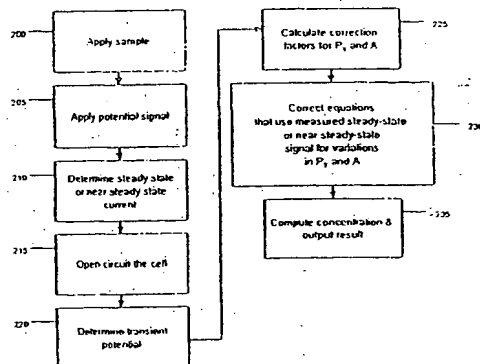 200
Apply sample
205
Apply potential signal
210
Determine steady state
or near steady state
current
215
Open circuit the cell
220
Determine transient
potential
225
Calculate correction
factors for P, and A
230
Correct equations
that use measured steady-state
or near steady-state
signal for variations
in P, and A
235
Compute concentration &
output result